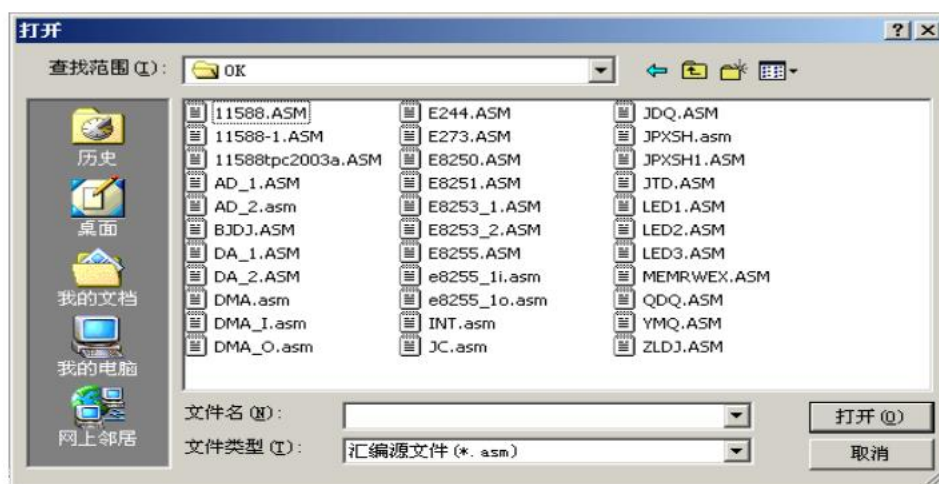 打开
查找范围(I): OK
历史
桌面
我的文档
我的电脑
网上邻居
11588.ASM
11588-1.ASM
11588tpc2003a.ASM
AD_1.ASM
AD_2.asm
BJDJ.ASM
DA_1.ASM
DA_2.ASM
DMA.asm
DMA_I.asm
DMA_O.asm
E244.ASM
E273.ASM
E8250.ASM
E8251.ASM
E8253_1.ASM
E8253_2.ASM
E8255.ASM
e8255_1i.asm
e8255_1o.asm
INT.asm
JC.asm
JDQ.ASM
JPXSH.asm
JPXSH1.ASM
JTD.ASM
LED1.ASM
LED2.ASM
LED3.ASM
MEMRWEX.ASM
QDQ.ASM
YMQ.ASM
ZLDJ.ASM
文件名(N):
打开(O)
文件类型(T): 汇编源文件(*.asm)
取消